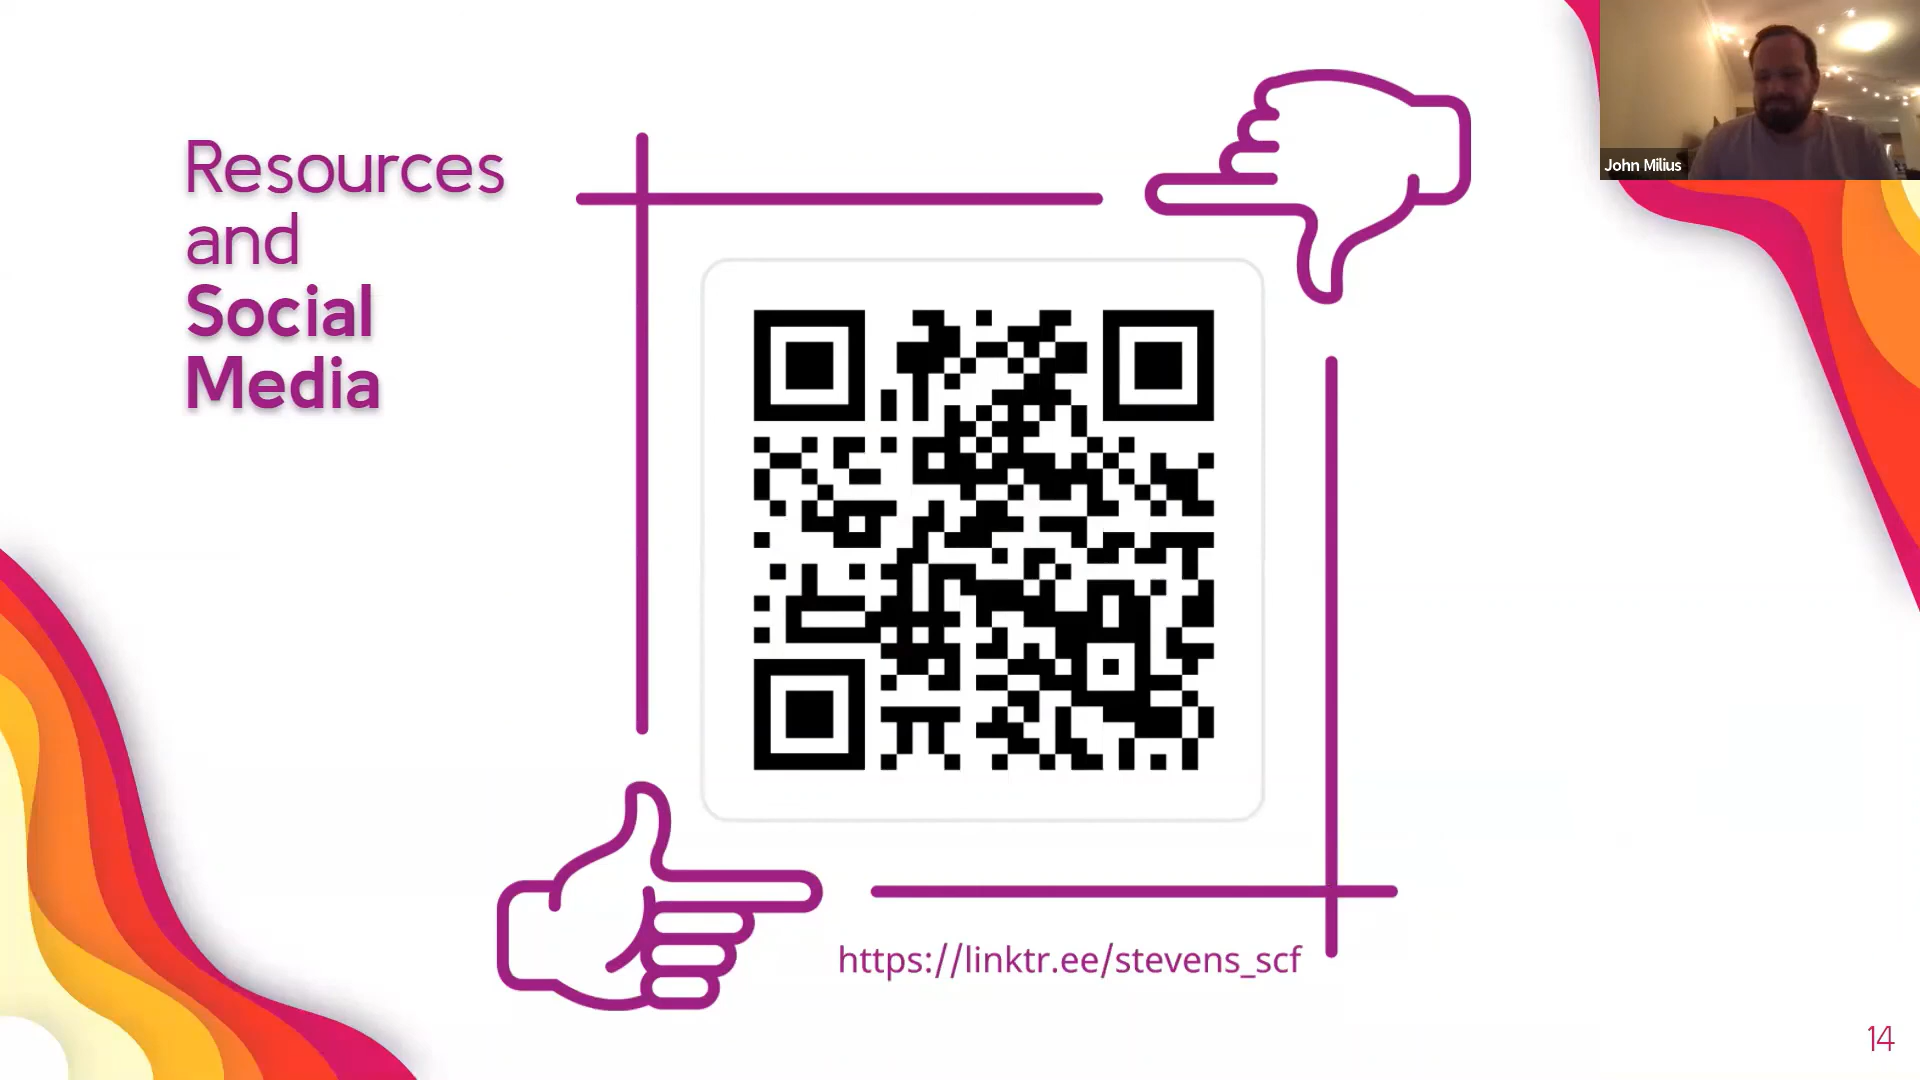 Resources
and
Social
Media
John Milius
https://linktr.ee/stevens_scf
14